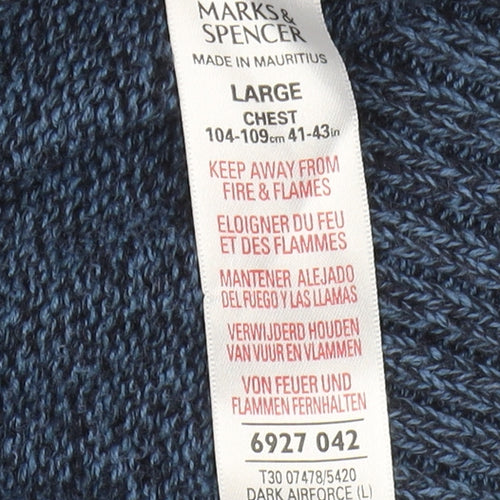 MARKS&
SPENCER
MADE IN MAURITIUS
LARGE
CHEST
104-109cm 41-43in
KEEP AWAY FROM
FIRE & FLAMES
ELOIGNER DU FEU
ET DES FLAMMES
MANTENER ALEJADO
DEL FUEGO Y LAS LLAMAS
VERWIJDERD HOUDEN
VAN VUUR EN VLAMMEN
VON FEUER UND
FLAMMEN FERNHALTEN
6927 042
T30 07478/5420
DARK AIRFORCE (L)